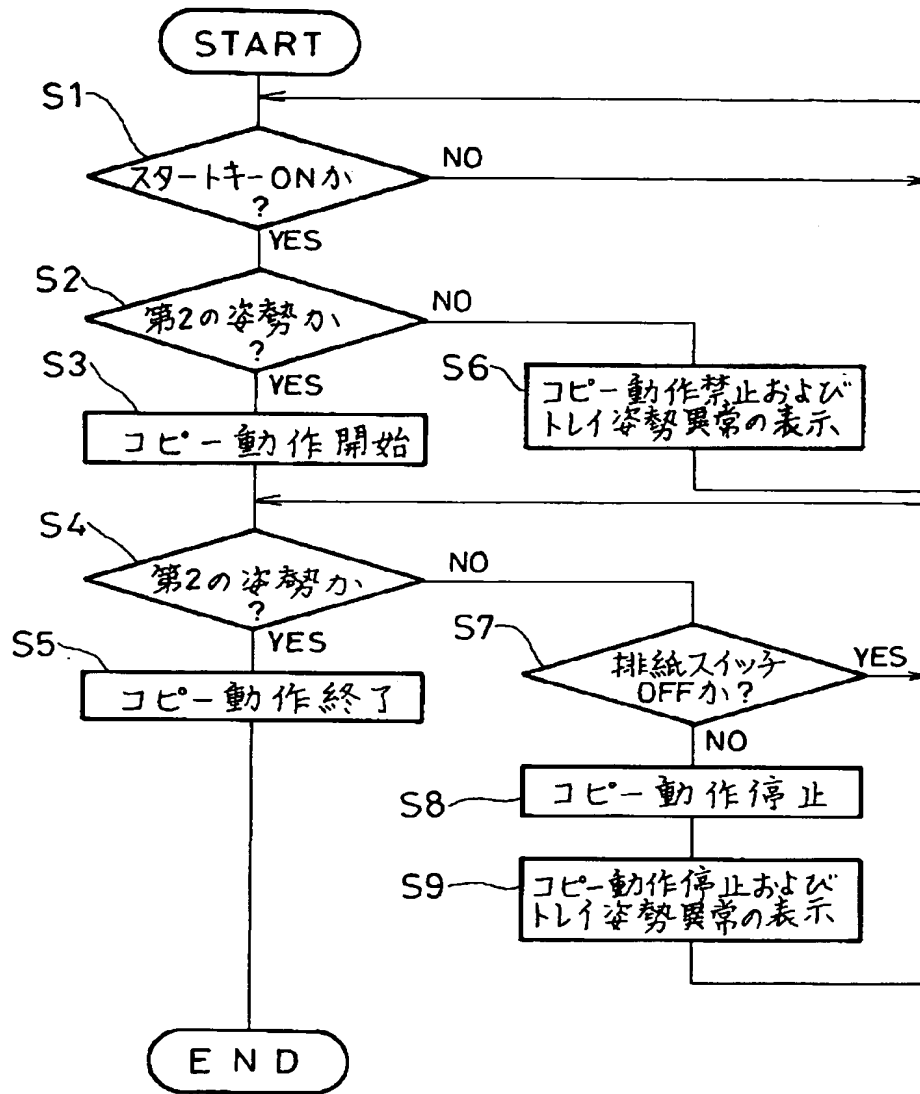 START
S1
スタートキーONか
?
NO
YES
S2
第2の姿勢か
?
NO
YES
S3
コピー動作開始
S6
コピー動作禁止および
トレイ姿勢異常の表示
S4
第2の姿勢か
?
NO
YES
S5
コピー動作終了
S7
排紙スイッチ
OFFか?
YES
NO
S8
コピー動作停止
S9
コピー動作停止および
トレイ姿勢異常の表示
END